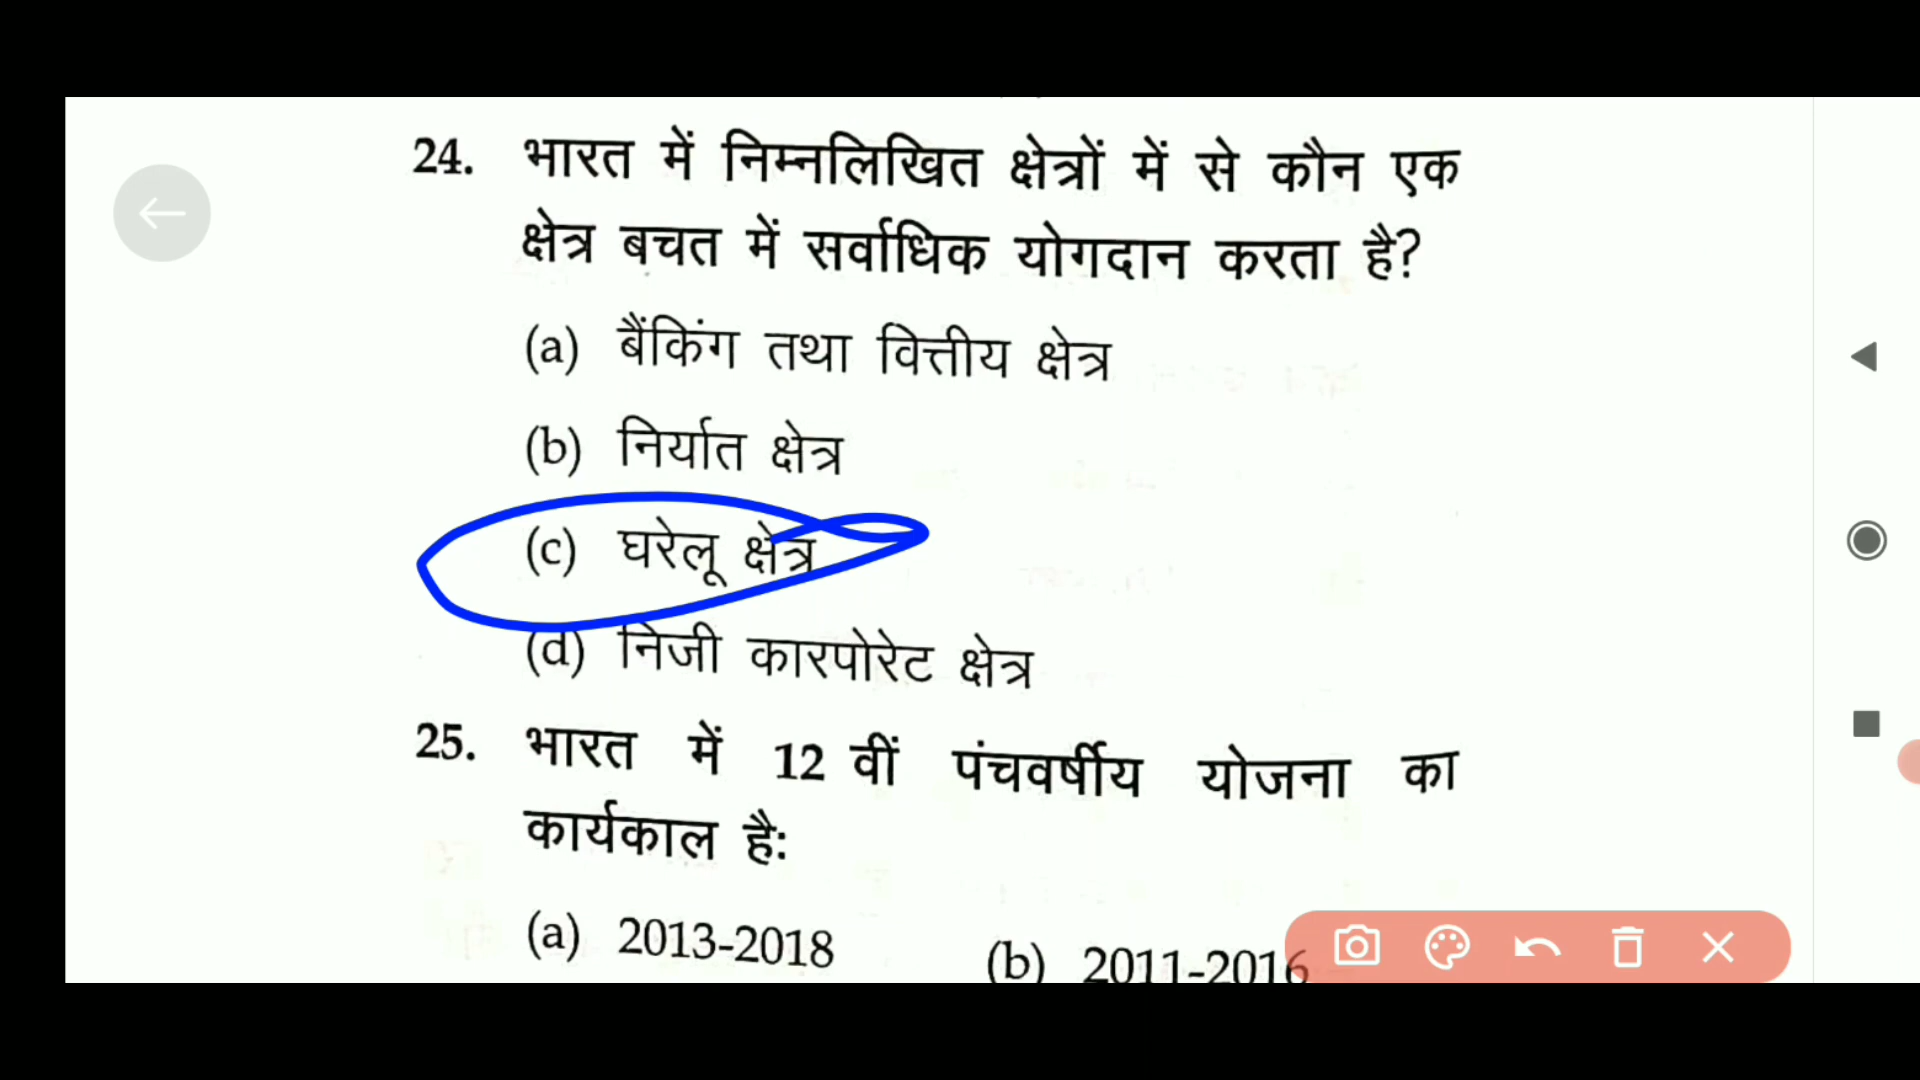 24. भारत में निम्नलिखित क्षेत्रों में से कौन एक
क्षेत्र बचत में सर्वाधिक योगदान करता है?
(a) बैंकिंग तथा वित्तीय क्षेत्र
(b) निर्यात क्षेत्र
(c) घरेलू क्षेत्र
(d) निजी कारपोरेट क्षेत्र
25. भारत में 12 वीं पंचवर्षीय योजना का
कार्यकाल है:
(a) 2013-2018 (b) 2011-2016